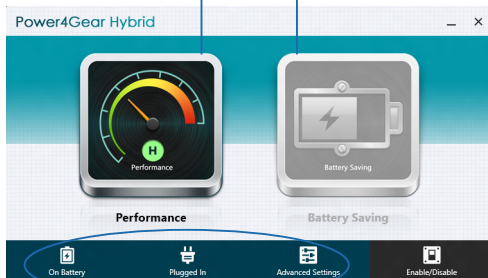 Power4Gear Hybrid
H
Performance
Battery Saving
Performance
Battery Saving
On Battery
Plugged In
Advanced Settings
Enable/Disable